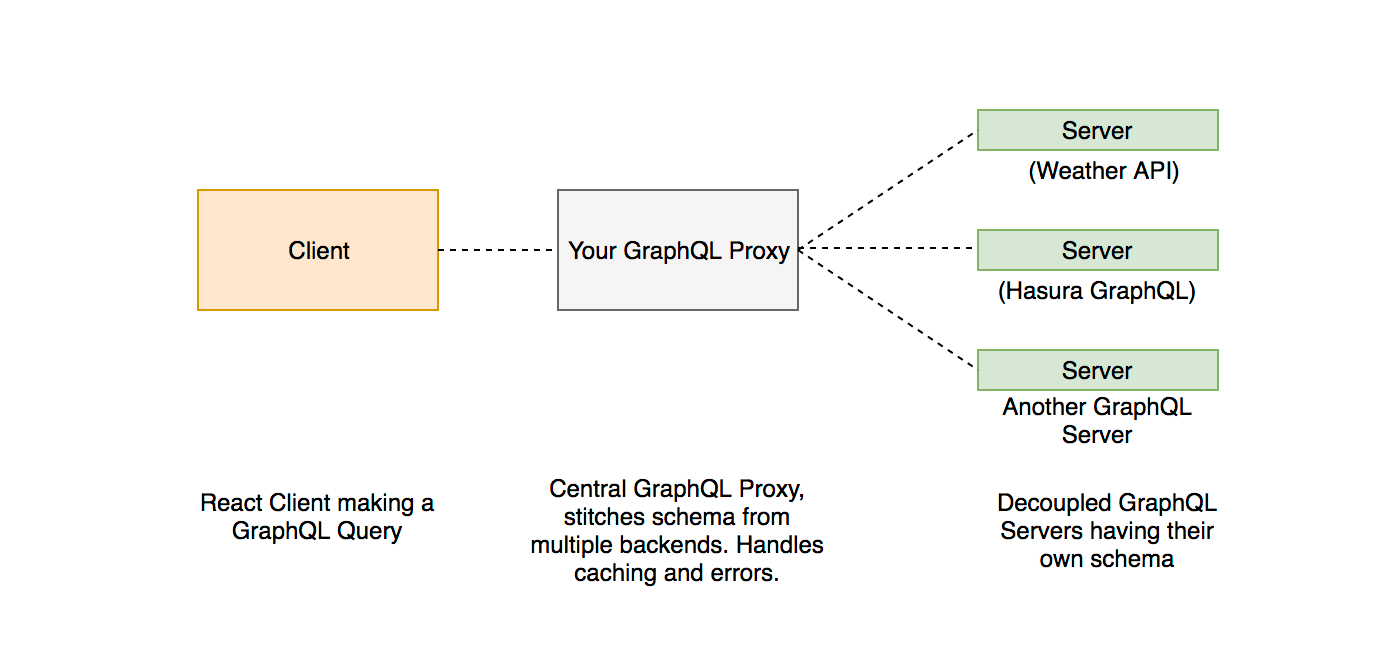 Client
Your GraphQL Proxy
Server
(Weather API)
Server
(Hasura GraphQL)
Server
Another GraphQL
Server
React Client making a
GraphQL Query
Central GraphQL Proxy,
stitches schema from
multiple backends. Handles
caching and errors.
Decoupled GraphQL
Servers having their
own schema